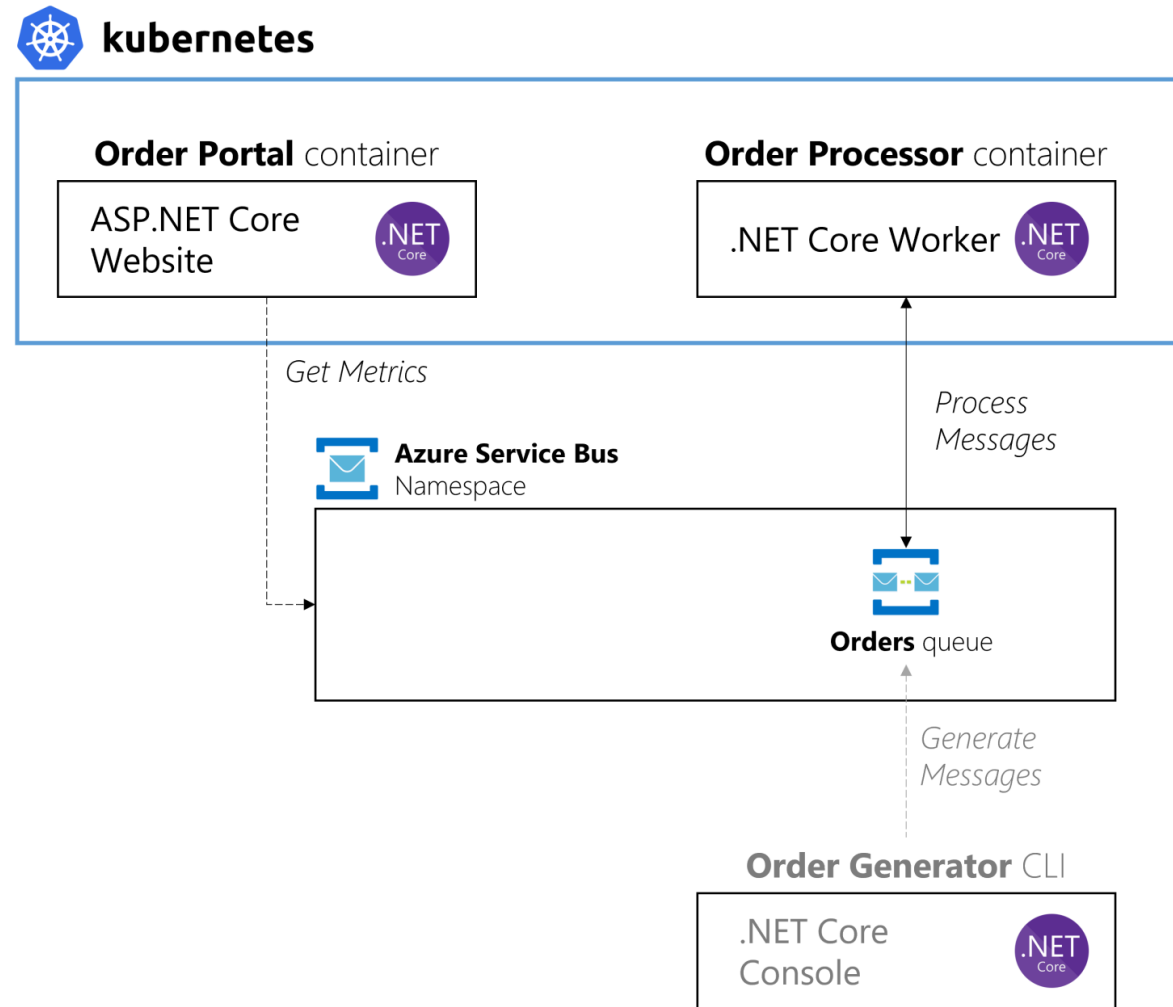 kubernetes
Order Portal container
ASP.NET Core
Website
.NET
Core
Order Processor container
.NET Core Worker
.NET
Core
Get Metrics
Process
Messages
Azure Service Bus
Namespace
Orders queue
Generate
Messages
Order Generator CLI
.NET Core
Console
.NET
Core